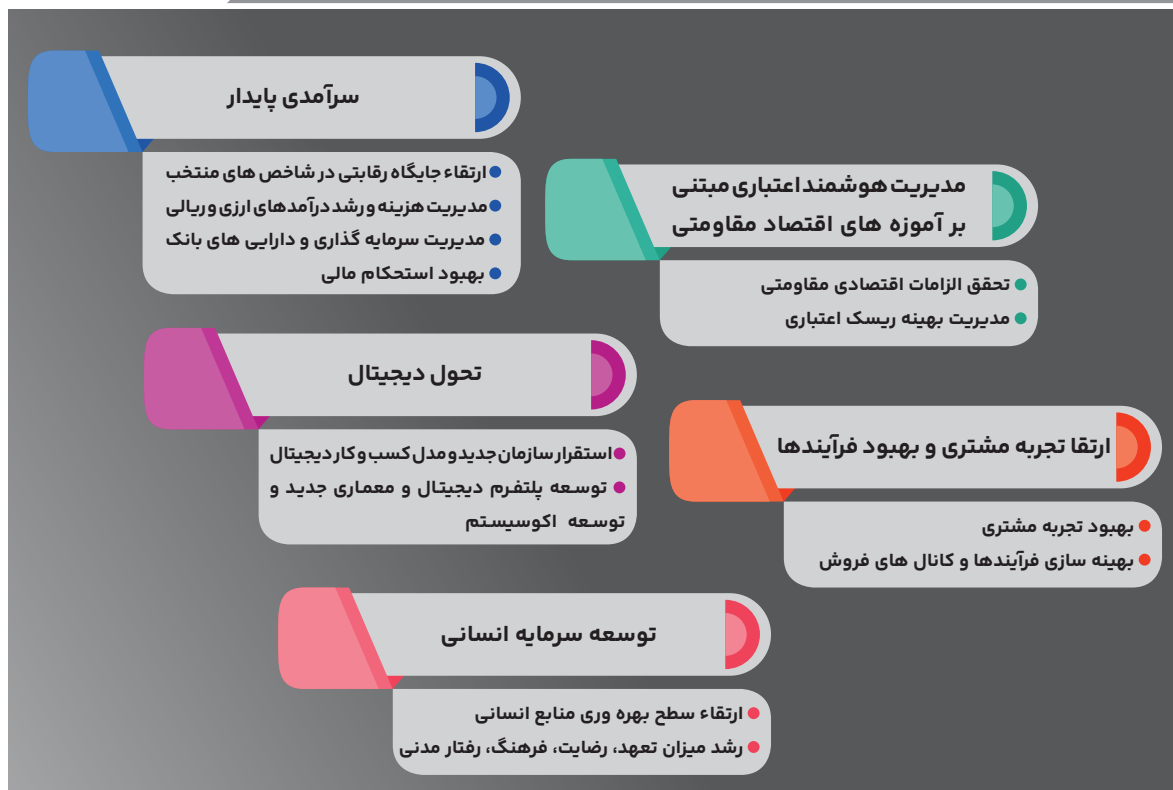 سرآمدی پایدار
ارتقاء جایگاه رقابتی در شاخص های منتخب
مدیریت هزینه و رشد درآمدهای ارزی و ریالی
مدیریت سرمایه گذاری و دارایی های بانک
بهبود استحکام مالی
مدیریت هوشمند اعتباری مبتنی
بر آموزه های اقتصاد مقاومتی
تحقق الزامات اقتصادی مقاومتی
مدیریت بهینه ریسک اعتباری
تحول دیجیتال
استقرار سازمان جدید و مدل کسب و کار دیجیتال
توسعه پلتفرم دیجیتال و معماری جدید و
توسعه اکوسیستم
ارتقا تجربه مشتری و بهبود فرآیندها
بهبود تجربه مشتری
بهینه سازی فرآیندها و کانال های فروش
توسعه سرمایه انسانی
ارتقاء سطح بهره وری منابع انسانی
رشد میزان تعهد، رضایت، فرهنگ، رفتار مدنی